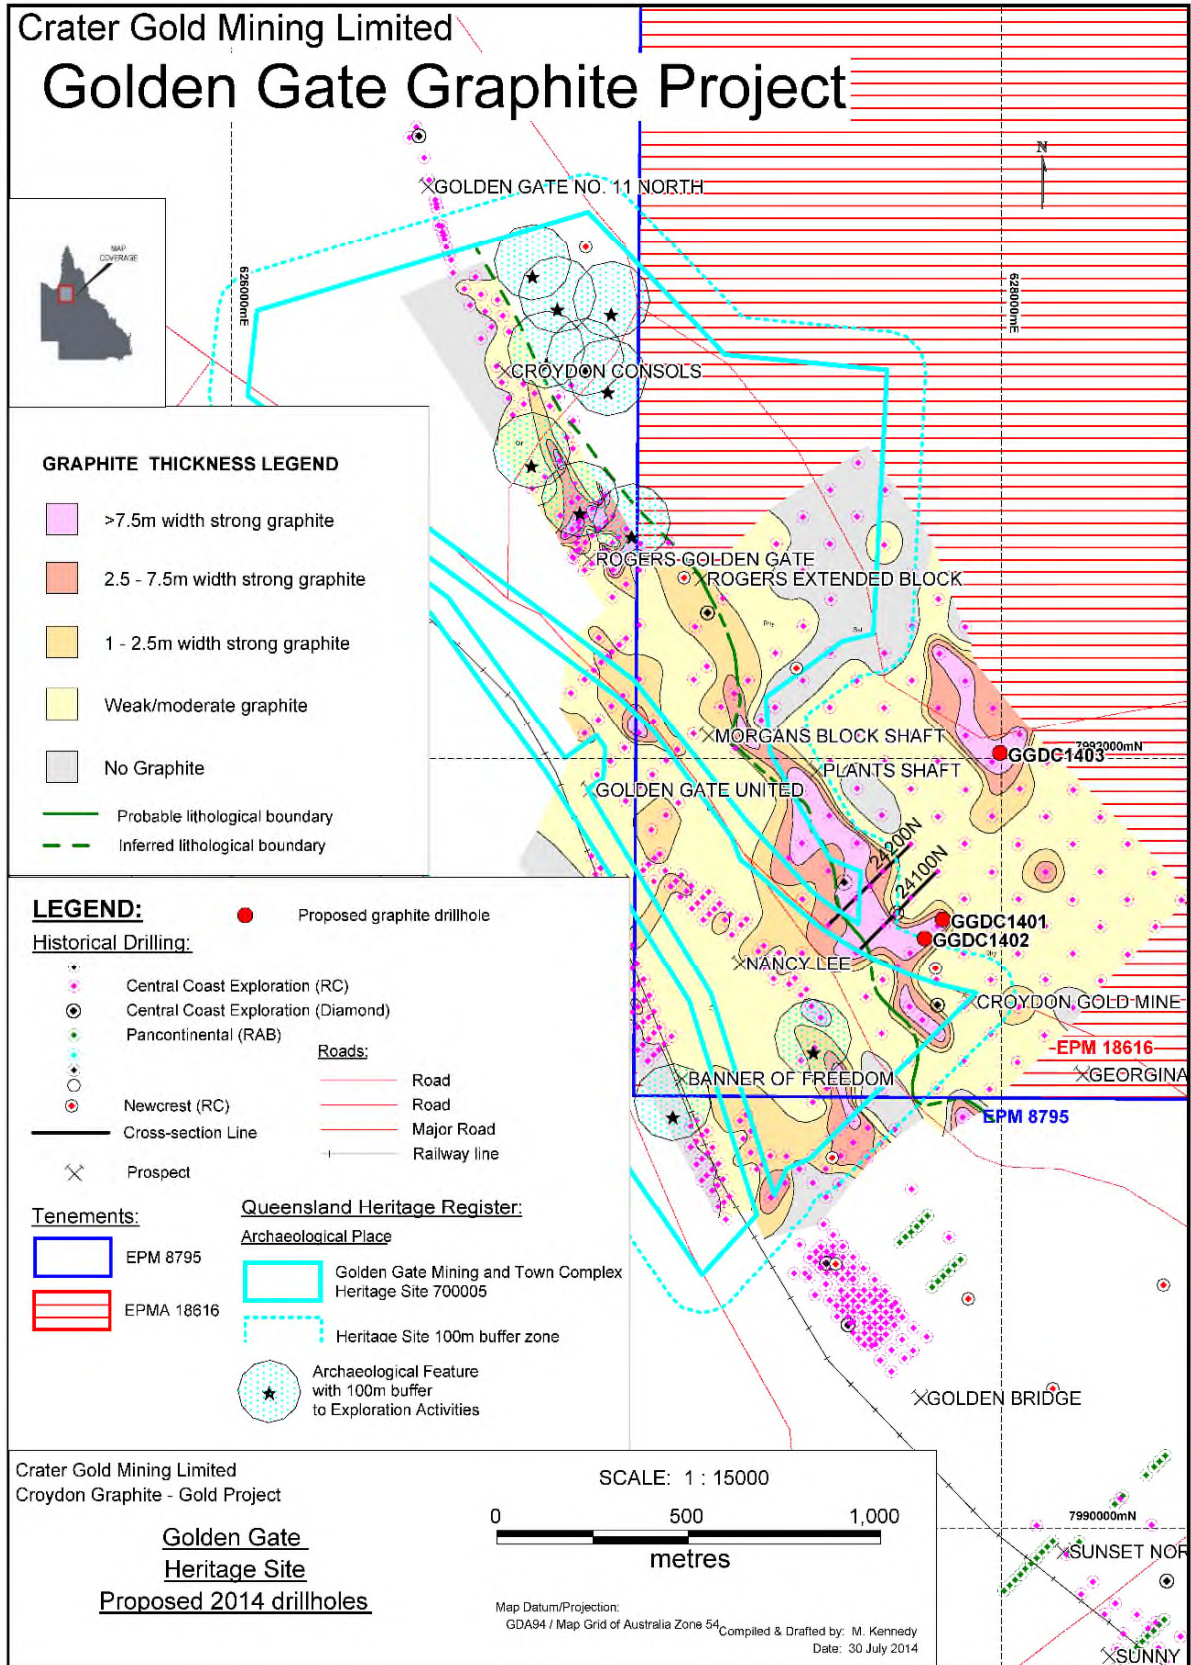 Crater Gold Mining Limited
Golden Gate Graphite Project
N
GOLDEN GATE NO. 11 NORTH
MAP
COVERAGE
626000mE
628000mE
CROYDON CONSOLS
GRAPHITE THICKNESS LEGEND
>7.5m width strong graphite
2.5 - 7.5m width strong graphite
1 - 2.5m width strong graphite
Weak/moderate graphite
No Graphite
Probable lithological boundary
Inferred lithological boundary
ROGERS GOLDEN GATE
ROGERS EXTENDED BLOCK
MORGANS BLOCK SHAFT
7992000mN
GGDC1403
PLANTS SHAFT
GOLDEN GATE UNITED
24200N
24100N
GGDC1401
GGDC1402
NANCY LEE
CROYDON GOLD MINE
EPM 18616
GEORGINA
BANNER OF FREEDOM
EPM 8795
LEGEND:
Proposed graphite drillhole
Historical Drilling:
Central Coast Exploration (RC)
Central Coast Exploration (Diamond)
Pancontinental (RAB)
Newcrest (RC)
Cross-section Line
Prospect
Roads:
Road
Road
Major Road
Railway line
Tenements:
EPM 8795
EPMA 18616
Queensland Heritage Register:
Archaeological Place
Golden Gate Mining and Town Complex
Heritage Site 700005
Heritage Site 100m buffer zone
Archaeological Feature
with 100m buffer
to Exploration Activities
GOLDEN BRIDGE
7990000mN
SUNSET NOR
SUNNY
Crater Gold Mining Limited
Croydon Graphite - Gold Project
Golden Gate
Heritage Site
Proposed 2014 drillholes
SCALE: 1 : 15000
0 500 1,000
metres
Map Datum/Projection:
GDA94 / Map Grid of Australia Zone 54
Compiled & Drafted by: M. Kennedy
Date: 30 July 2014